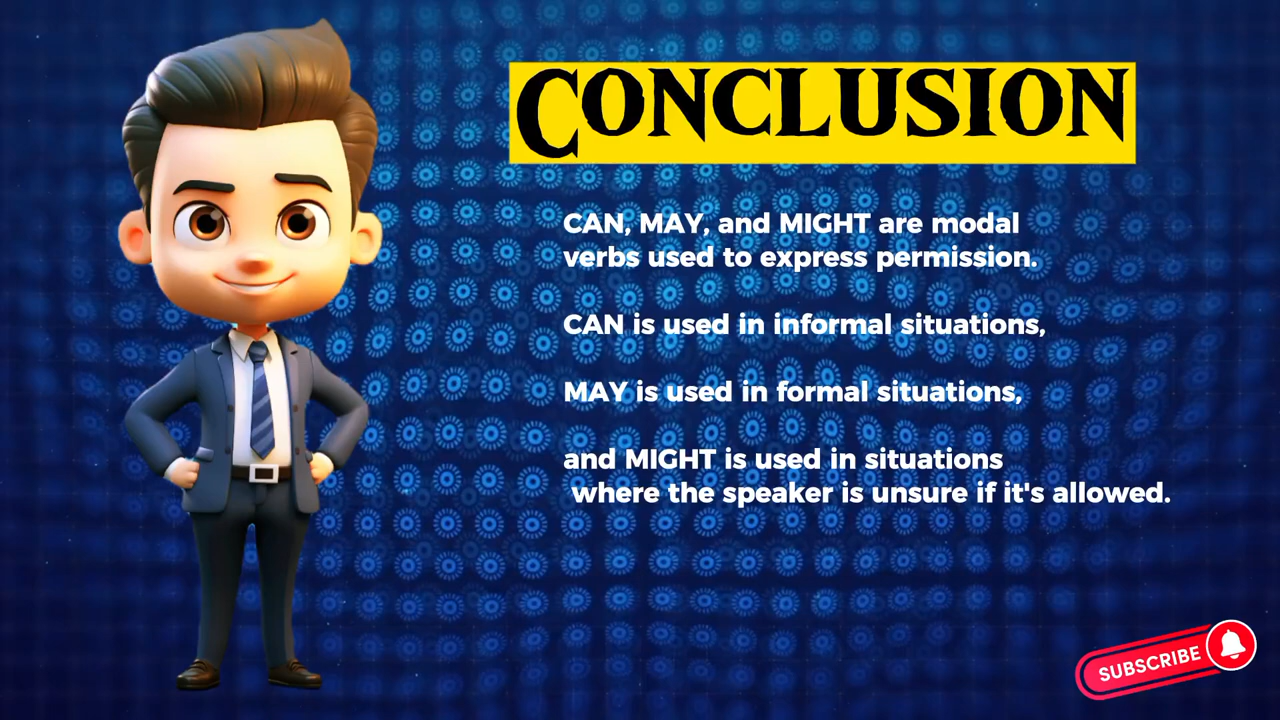 CONCLUSION
CAN, MAY, and MIGHT are modal
verbs used to express permission.
CAN is used in informal situations,
MAY is used in formal situations,
and MIGHT is used in situations
where the speaker is unsure if it's allowed.
SUBSCRIBE